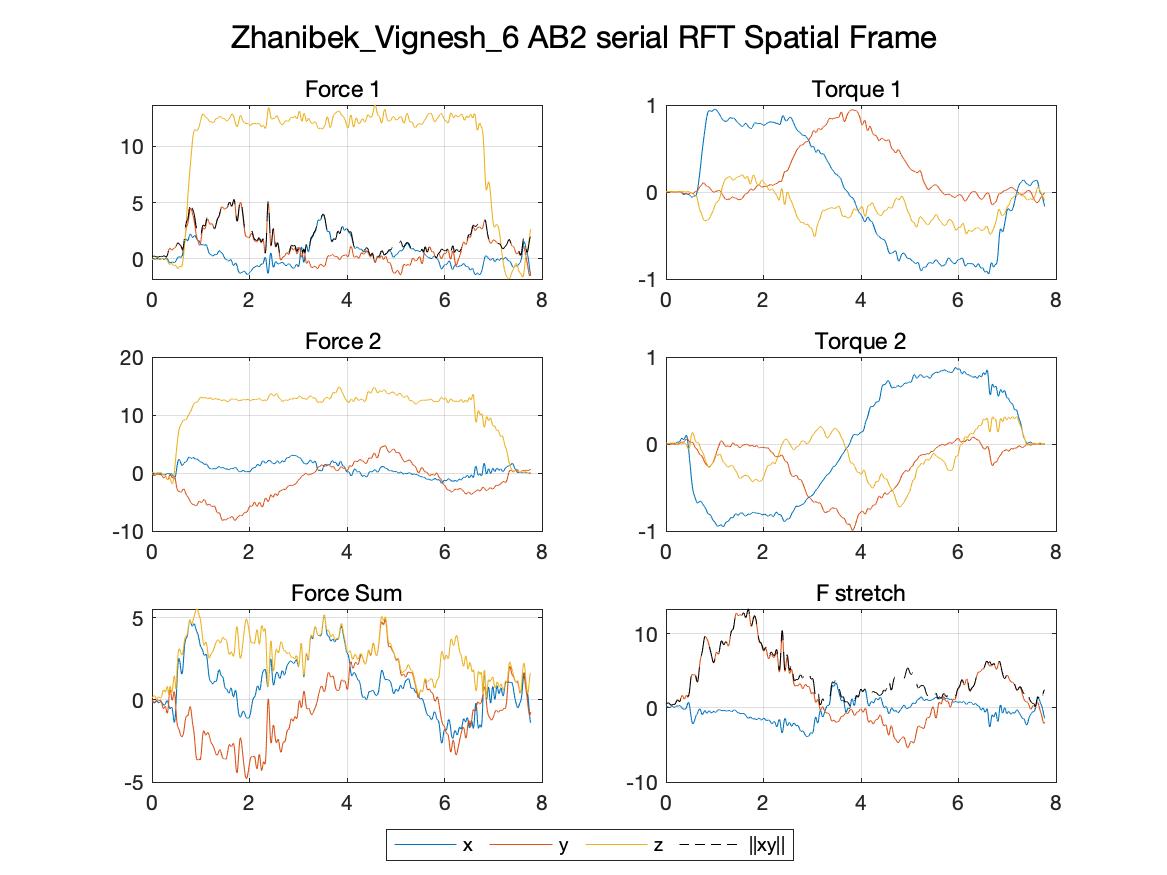 Zhanibek_Vignesh_6 AB2 serial RFT Spatial Frame
Force 1
10
5
0
0 2 4 6 8
Torque 1
1
0
-1
0 2 4 6 8
Force 2
20
10
0
-10
0 2 4 6 8
Torque 2
1
0
-1
0 2 4 6 8
Force Sum
5
0
-5
0 2 4 6 8
F stretch
10
0
-10
0 2 4 6 8
x y z ||xy||